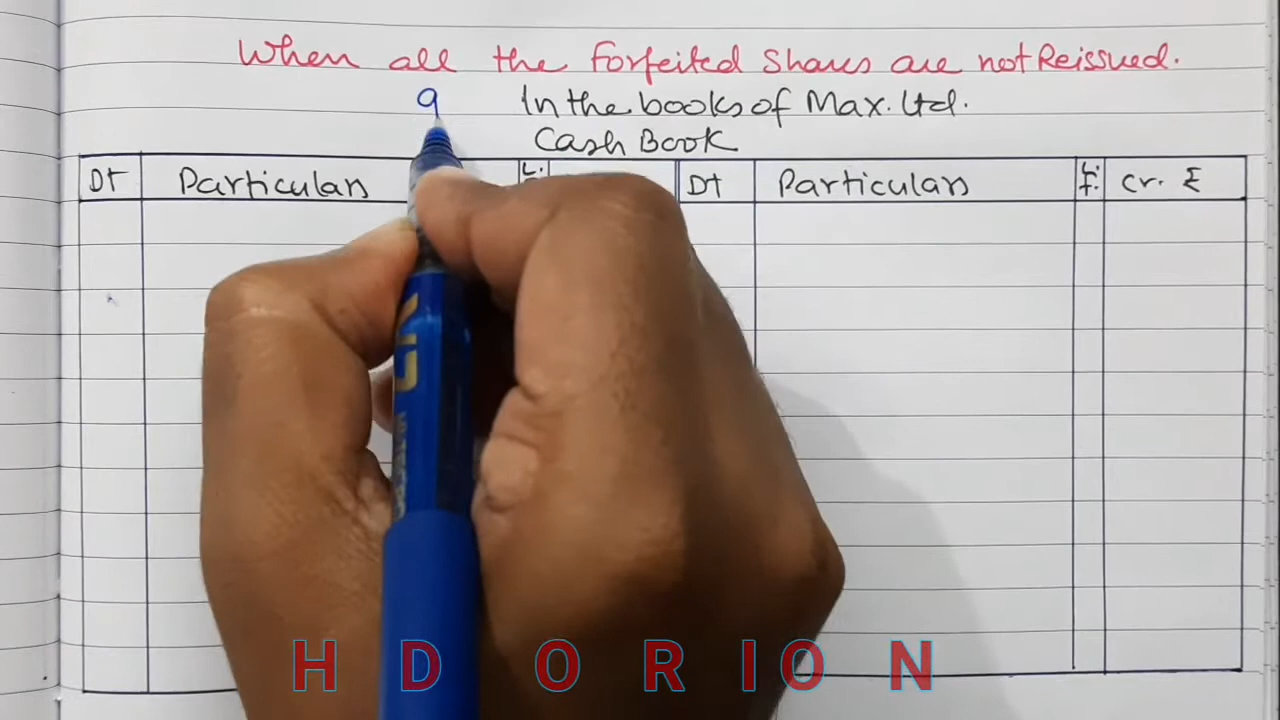 When all the Forfeited Shares are not Reissued.
9 In the books of Max. Ltd.
Cash Book
Dt Particulars L. Dt Particulars L.F. Cr. ₹
H D O R I O N